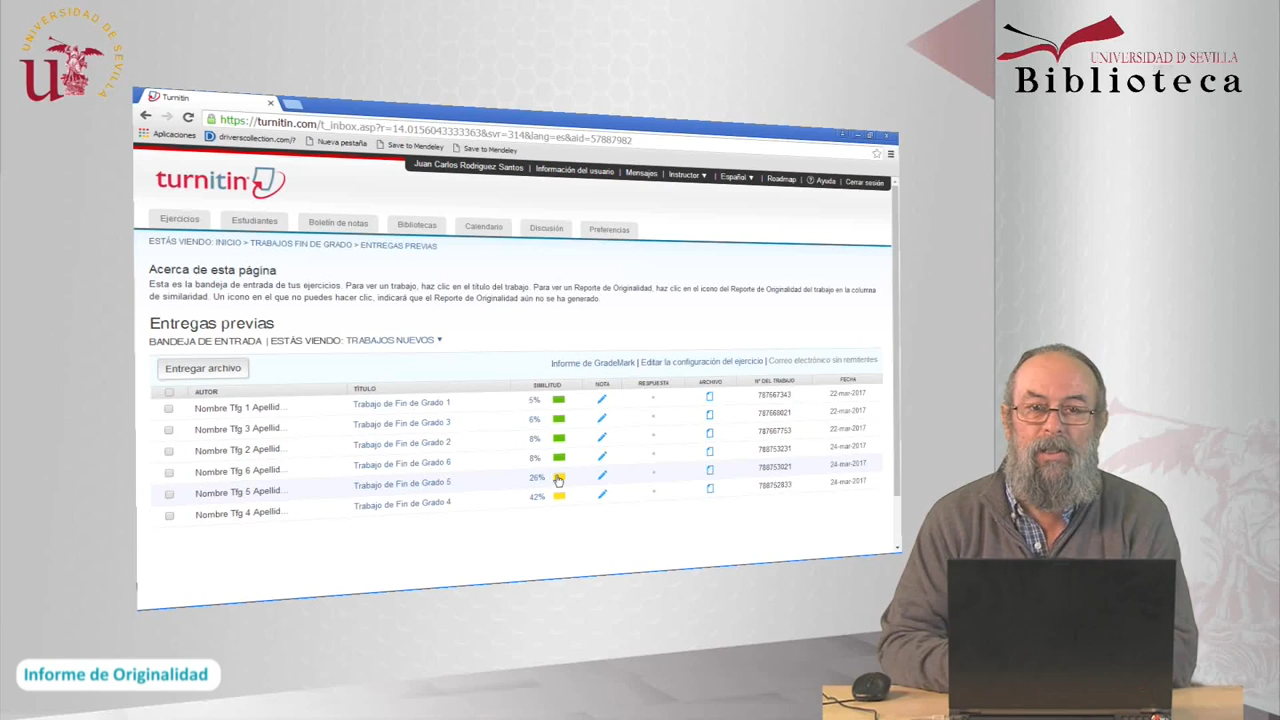 UNIVERSIDAD DE SEVILLA
UNIVERSIDAD D SEVILLA
Biblioteca
Turnitin
https://turnitin.com/t_inbox.asp?r=14.0156043333363&svr=314&lang=es&aid=57887982
Aplicaciones driverscollection.com/? Nueva pestaña Save to Mendeley Save to Mendeley
Juan Carlos Rodriguez Santos | Información del usuario | Mensajes | Instructor ▼ | Español ▼ | Roadmap | ? Ayuda | Cerrar sesión
turnitin
Ejercicios Estudiantes Boletín de notas Bibliotecas Calendario Discusión Preferencias
ESTÁS VIENDO: INICIO > TRABAJOS FIN DE GRADO > ENTREGAS PREVIAS
Acerca de esta página
Esta es la bandeja de entrada de tus ejercicios. Para ver un trabajo, haz clic en el título del trabajo. Para ver un Reporte de Originalidad, haz clic en el icono del Reporte de Originalidad del trabajo en la columna
de similaridad. Un icono en el que no puedes hacer clic, indicará que el Reporte de Originalidad aún no se ha generado.
Entregas previas
BANDEJA DE ENTRADA | ESTÁS VIENDO: TRABAJOS NUEVOS ▼
Entregar archivo
Informe de GradeMark | Editar la configuración del ejercicio | Correo electrónico sin remitentes
AUTOR TÍTULO SIMILITUD NOTA RESPUESTA ARCHIVO Nº DEL TRABAJO FECHA
Nombre Tfg 1 Apellid... Trabajo de Fin de Grado 1 5% 787667343 22-mar-2017
Nombre Tfg 3 Apellid... Trabajo de Fin de Grado 3 6% 787668021 22-mar-2017
Nombre Tfg 2 Apellid... Trabajo de Fin de Grado 2 8% 787667753 22-mar-2017
Nombre Tfg 6 Apellid... Trabajo de Fin de Grado 6 8% 788753231 24-mar-2017
Nombre Tfg 5 Apellid... Trabajo de Fin de Grado 5 26% 788753021 24-mar-2017
Nombre Tfg 4 Apellid... Trabajo de Fin de Grado 4 42% 788752833 24-mar-2017
Informe de Originalidad